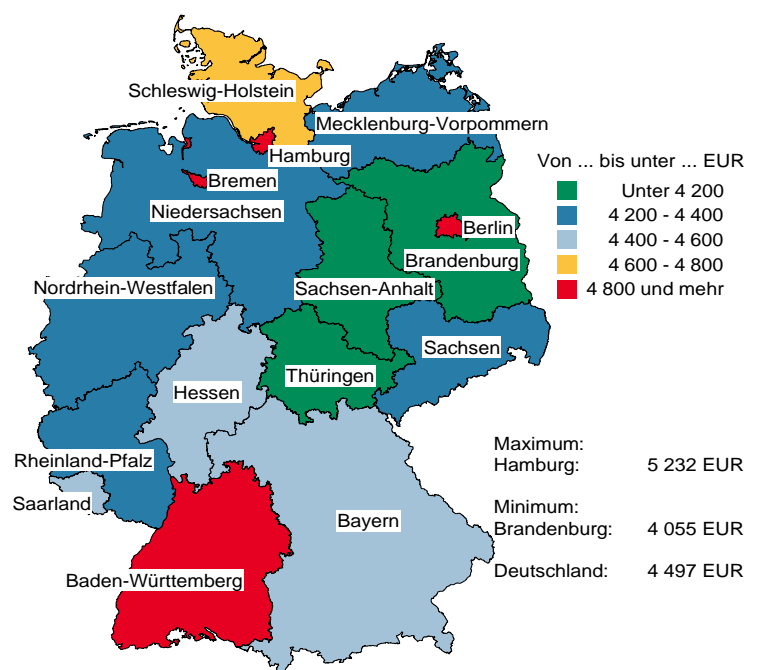 Schleswig-Holstein
Mecklenburg-Vorpommern
Hamburg
Bremen
Niedersachsen
Berlin
Brandenburg
Nordrhein-Westfalen
Sachsen-Anhalt
Sachsen
Thüringen
Hessen
Rheinland-Pfalz
Saarland
Bayern
Baden-Württemberg
Von ... bis unter ... EUR
Unter 4 200
4 200 - 4 400
4 400 - 4 600
4 600 - 4 800
4 800 und mehr
Maximum:
Hamburg: 5 232 EUR
Minimum:
Brandenburg: 4 055 EUR
Deutschland: 4 497 EUR